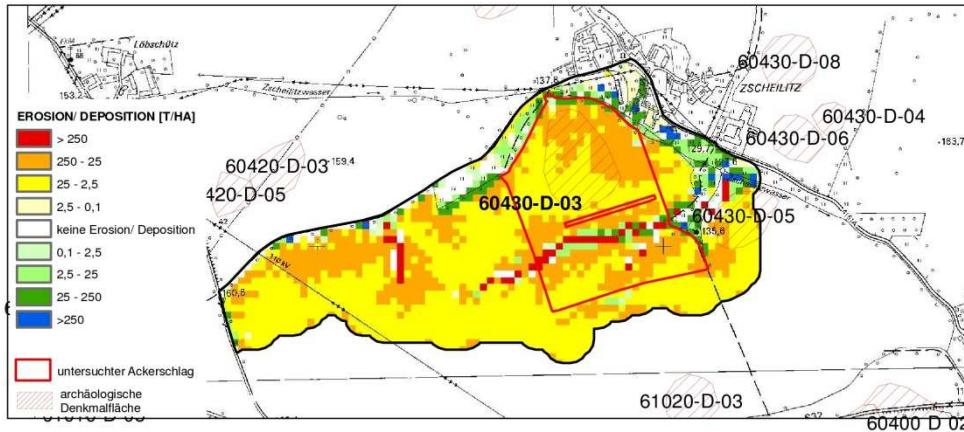 Löbschütz
153,2
Zscheilitzwasser
137,8
60430-D-08
ZSCHEILITZ
60430-D-04
60430-D-06
163,7
EROSION/ DEPOSITION [T/HA]
> 250
250 - 25
25 - 2,5
2,5 - 0,1
keine Erosion/ Deposition
0,1 - 2,5
2,5 - 25
25 - 250
>250
untersuchter Ackerschlag
archäologische
Denkmalfläche
60420-D-03
159,4
420-D-05
60430-D-03
60430-D-05
135,6
110 kV
160,6
61020-D-03
60400 D 02